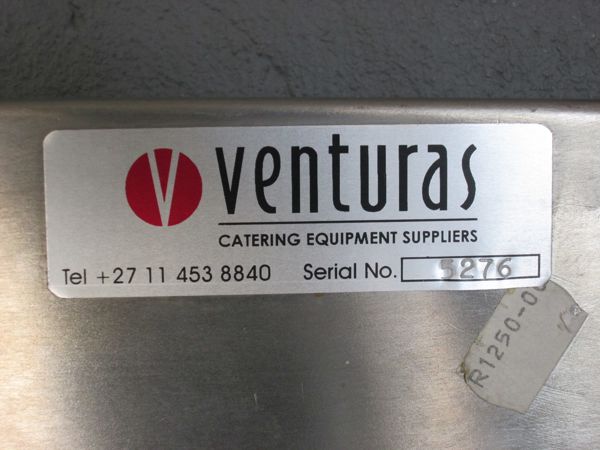 V venturas
CATERING EQUIPMENT SUPPLIERS
Tel +27 11 453 8840 Serial No. 5276